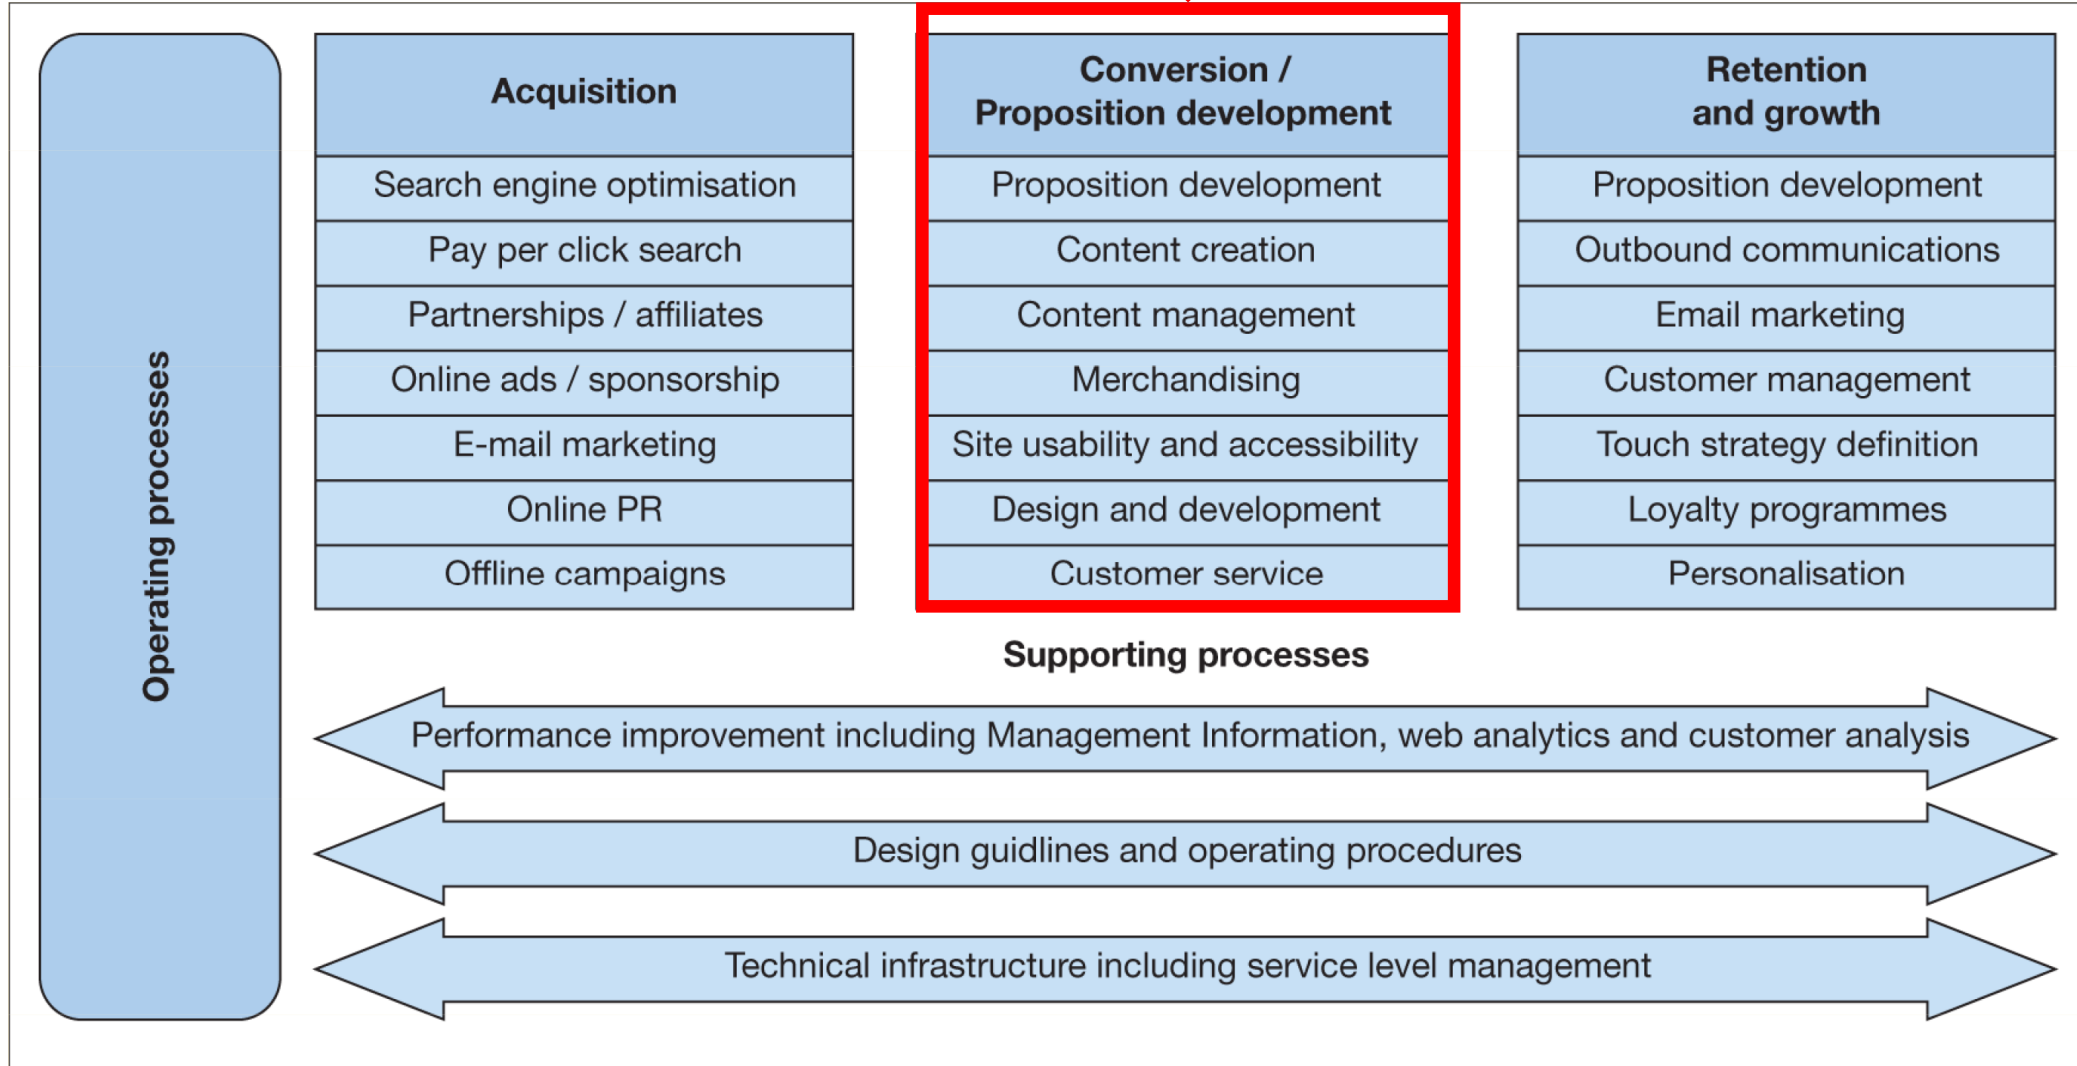 Operating processes
Acquisition
Search engine optimisation
Pay per click search
Partnerships / affiliates
Online ads / sponsorship
E-mail marketing
Online PR
Offline campaigns
Conversion /
Proposition development
Proposition development
Content creation
Content management
Merchandising
Site usability and accessibility
Design and development
Customer service
Retention
and growth
Proposition development
Outbound communications
Email marketing
Customer management
Touch strategy definition
Loyalty programmes
Personalisation
Supporting processes
Performance improvement including Management Information, web analytics and customer analysis
Design guidlines and operating procedures
Technical infrastructure including service level management